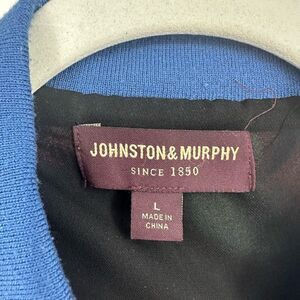 JOHNSTON&MURPHY
SINCE 1850
L
MADE IN
CHINA